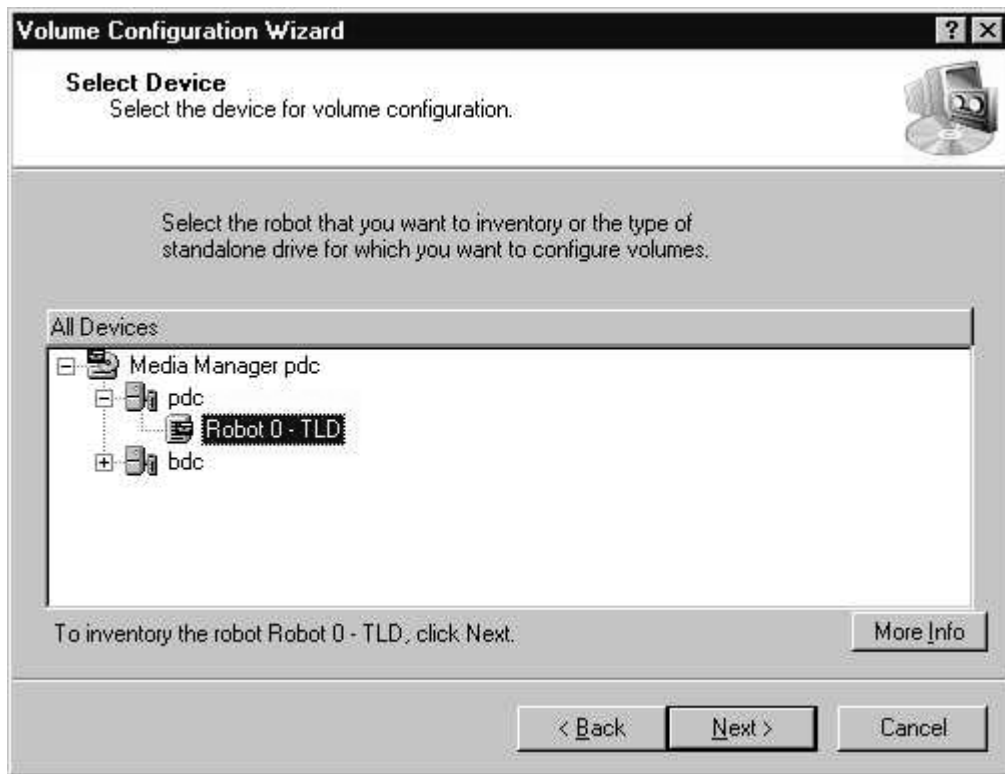 Volume Configuration Wizard
Select Device
Select the device for volume configuration.
Select the robot that you want to inventory or the type of
standalone drive for which you want to configure volumes.
All Devices
Media Manager pdc
pdc
Robot 0 - TLD
bdc
To inventory the robot Robot 0 - TLD, click Next.
More Info
< Back
Next >
Cancel